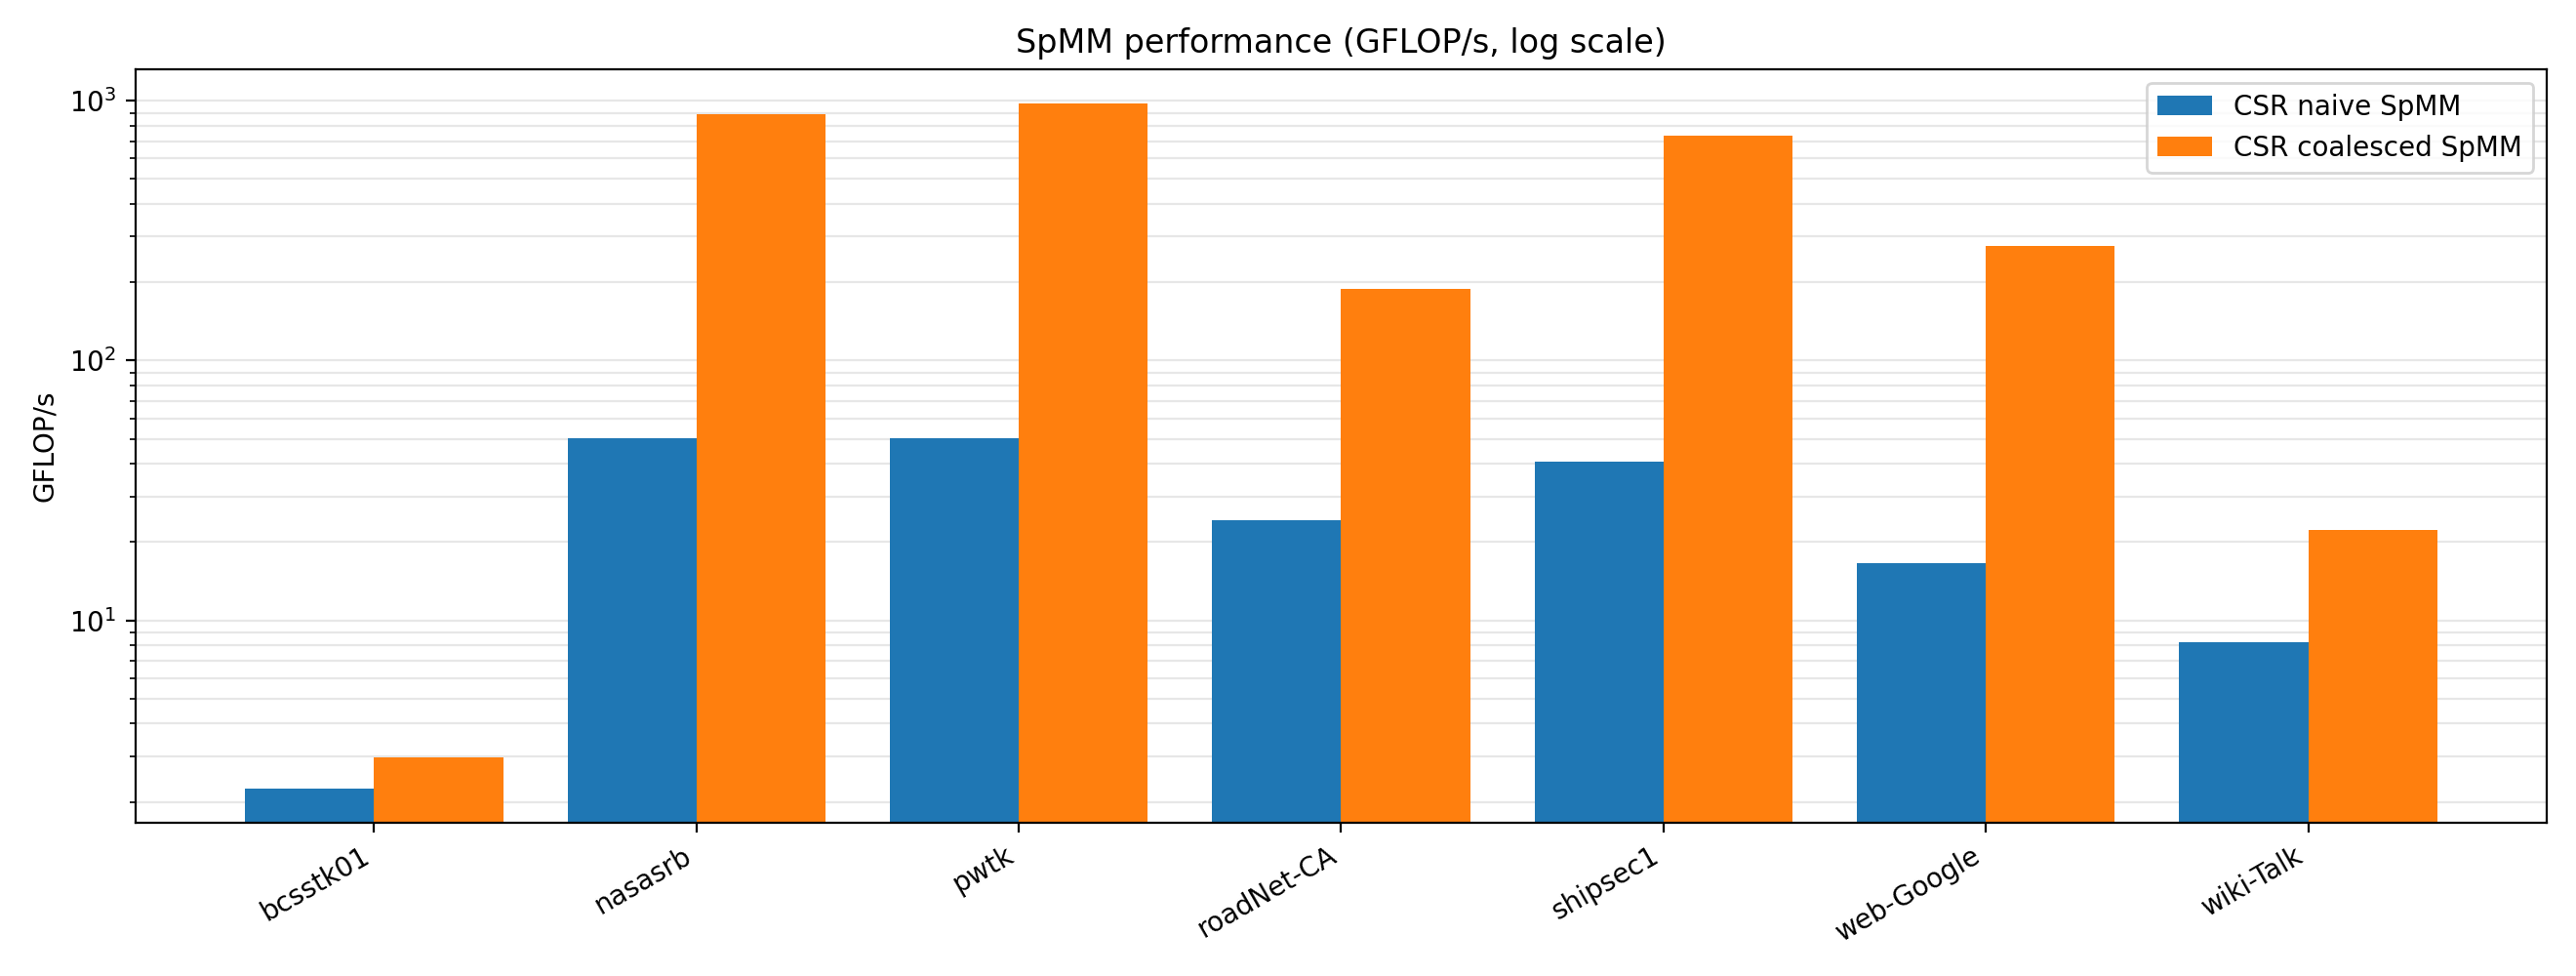 SpMM performance (GFLOP/s, log scale)
CSR naive SpMM
CSR coalesced SpMM
GFLOP/s
10³
10²
10¹
bcsstk01
nasasrb
pwtk
roadNet-CA
shipsec1
web-Google
wiki-Talk